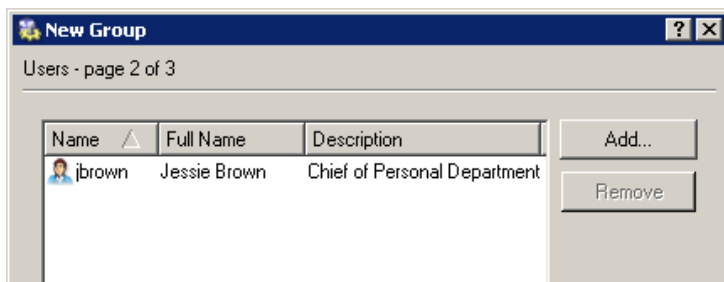 New Group
?
Users - page 2 of 3
Name Full Name Description
Add...
jbrown Jessie Brown Chief of Personal Department
Remove